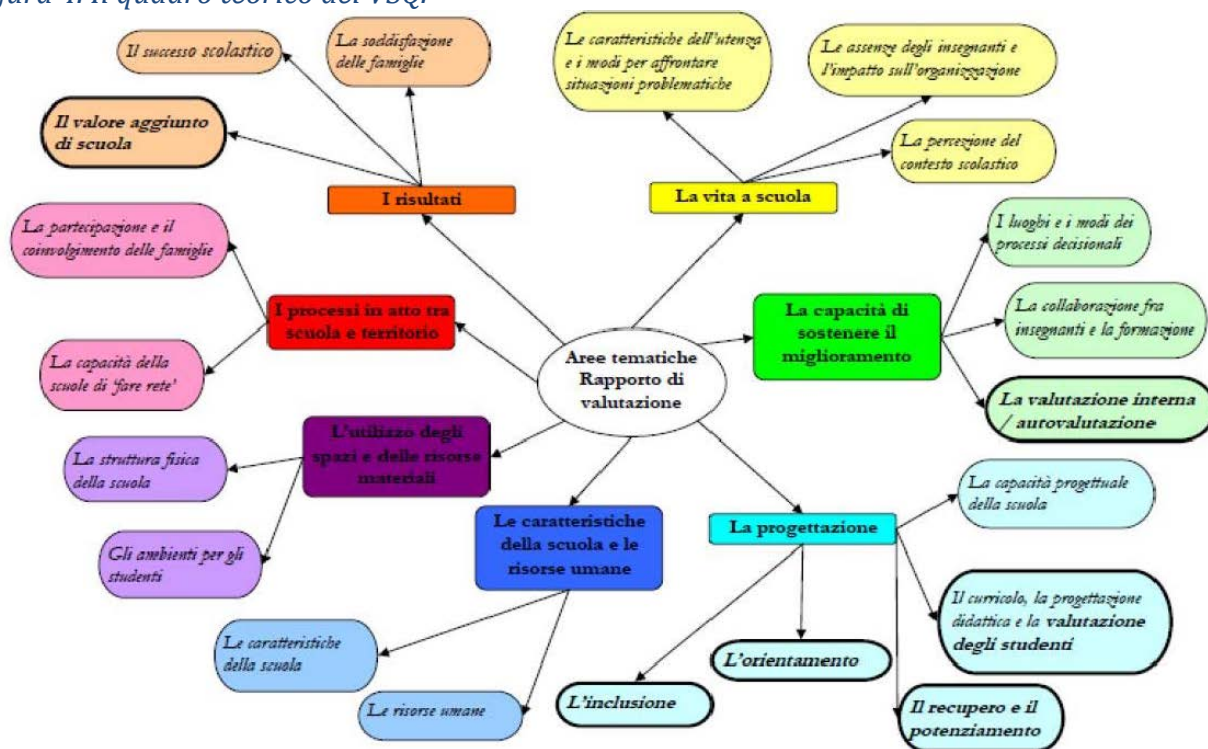 Il quadro teorico del VSQ.
Il successo scolastico
La soddisfazione
delle famiglie
Il valore aggiunto
di scuola
I risultati
Le caratteristiche dell'utenza
e i modi per affrontare
situazioni problematiche
Le assenze degli insegnanti e
l'impatto sull'organizzazione
La percezione del
contesto scolastico
La vita a scuola
La partecipazione e il
coinvolgimento delle famiglie
I processi in atto tra
scuola e territorio
La capacità della
scuole di 'fare rete'
I luoghi e i modi dei
processi decisionali
La capacità di
sostenere il
miglioramento
La collaborazione fra
insegnanti e la formazione
La valutazione interna
/ autovalutazione
Aree tematiche
Rapporto di
valutazione
L'utilizzo degli
spazi e delle risorse
materiali
La struttura fisica
della scuola
Gli ambienti per gli
studenti
Le caratteristiche
della scuola e le
risorse umane
Le caratteristiche
della scuola
Le risorse umane
La progettazione
La capacità progettuale
della scuola
Il curricolo, la progettazione
didattica e la valutazione
degli studenti
L'orientamento
L'inclusione
Il recupero e il
potenziamento